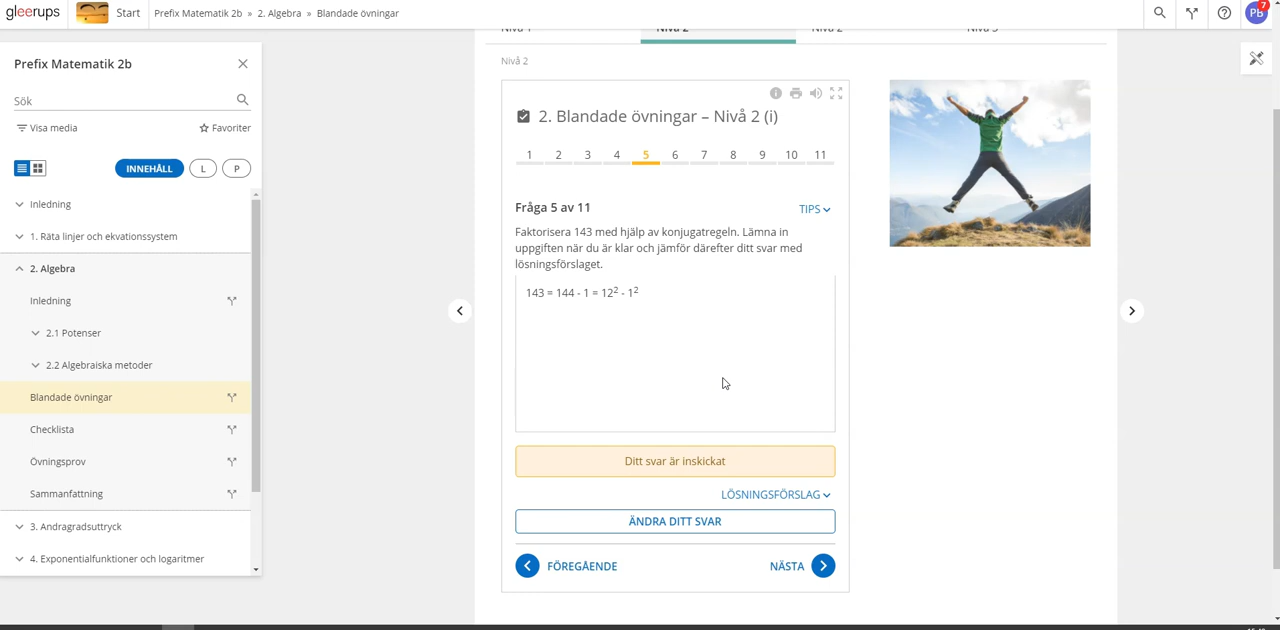 gleerups
Start
Prefix Matematik 2b » 2. Algebra » Blandade övningar
PB
7
Prefix Matematik 2b
Sök
Visa media
Favoriter
INNEHÅLL
L
P
Inledning
1. Räta linjer och ekvationssystem
2. Algebra
Inledning
2.1 Potenser
2.2 Algebraiska metoder
Blandade övningar
Checklista
Övningsprov
Sammanfattning
3. Andragradsuttryck
4. Exponentialfunktioner och logaritmer
Nivå 2
2. Blandade övningar – Nivå 2 (i)
1 2 3 4 5 6 7 8 9 10 11
Fråga 5 av 11
TIPS
Faktorisera 143 med hjälp av konjugatregeln. Lämna in
uppgiften när du är klar och jämför därefter ditt svar med
lösningsförslaget.
143 = 144 - 1 = 12² - 1²
Ditt svar är inskickat
LÖSNINGSFÖRSLAG
ÄNDRA DITT SVAR
FÖREGÅENDE
NÄSTA